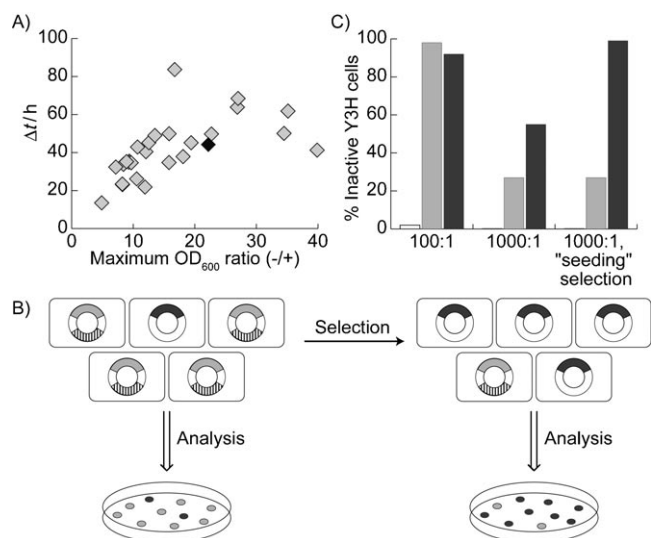 A)
100
80
60
40
20
0
Δt/h
0 10 20 30 40
Maximum OD600 ratio (-/+)
C)
100
80
60
40
20
0
% Inactive Y3H cells
100:1 1000:1 1000:1,
"seeding"
selection
B)
Selection
Analysis Analysis